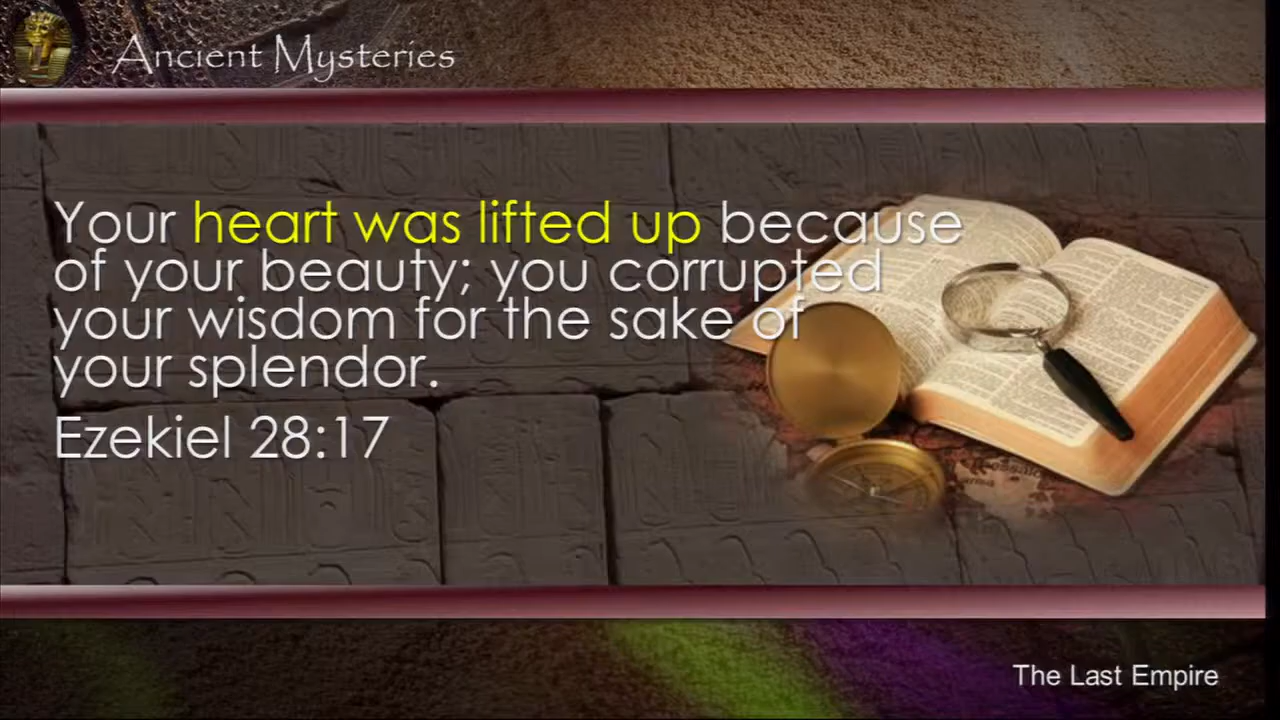 Ancient Mysteries
Your heart was lifted up because
of your beauty; you corrupted
your wisdom for the sake of
your splendor.
Ezekiel 28:17
The Last Empire